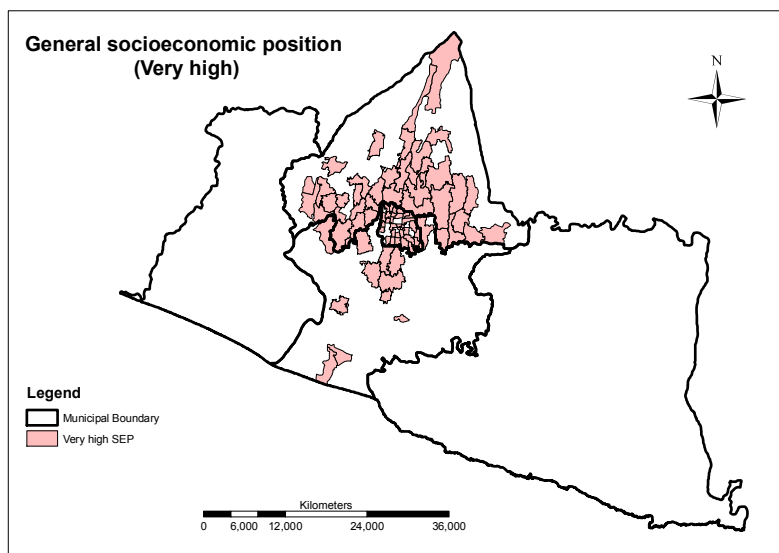 General socioeconomic position
(Very high)
N
Legend
Municipal Boundary
Very high SEP
Kilometers
0 6,000 12,000 24,000 36,000